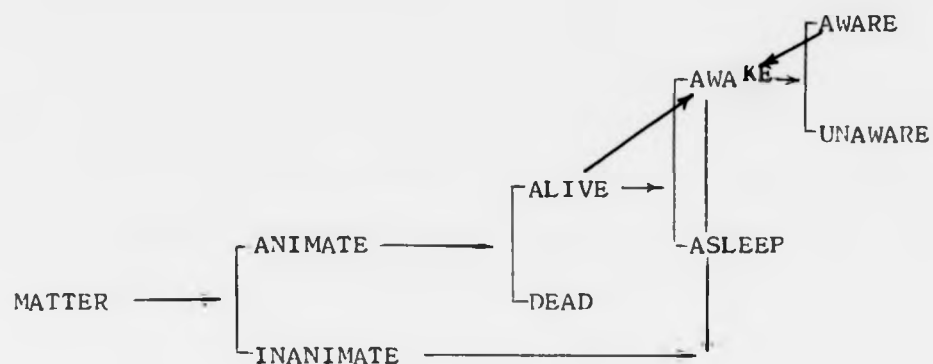 AWARE
AWAKE
UNAWARE
ALIVE
ANIMATE
ASLEEP
MATTER
DEAD
INANIMATE